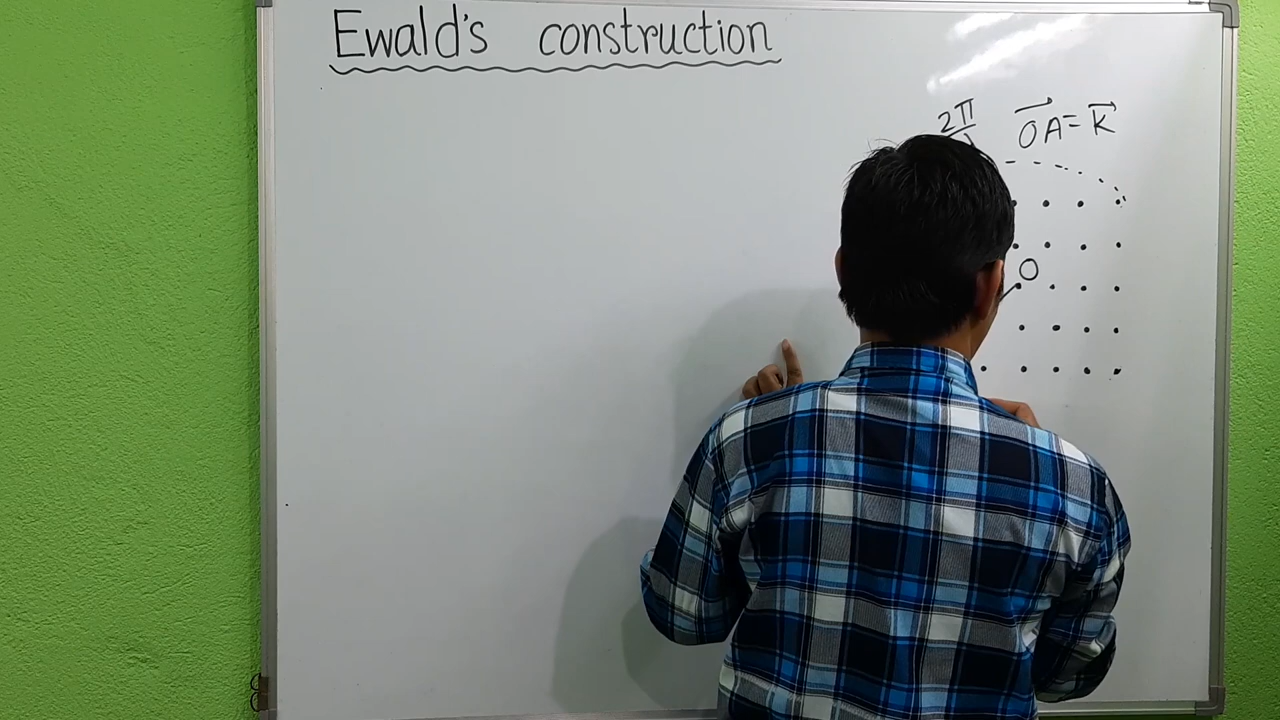 Ewald's construction
2π
OA⃗ = K⃗
O